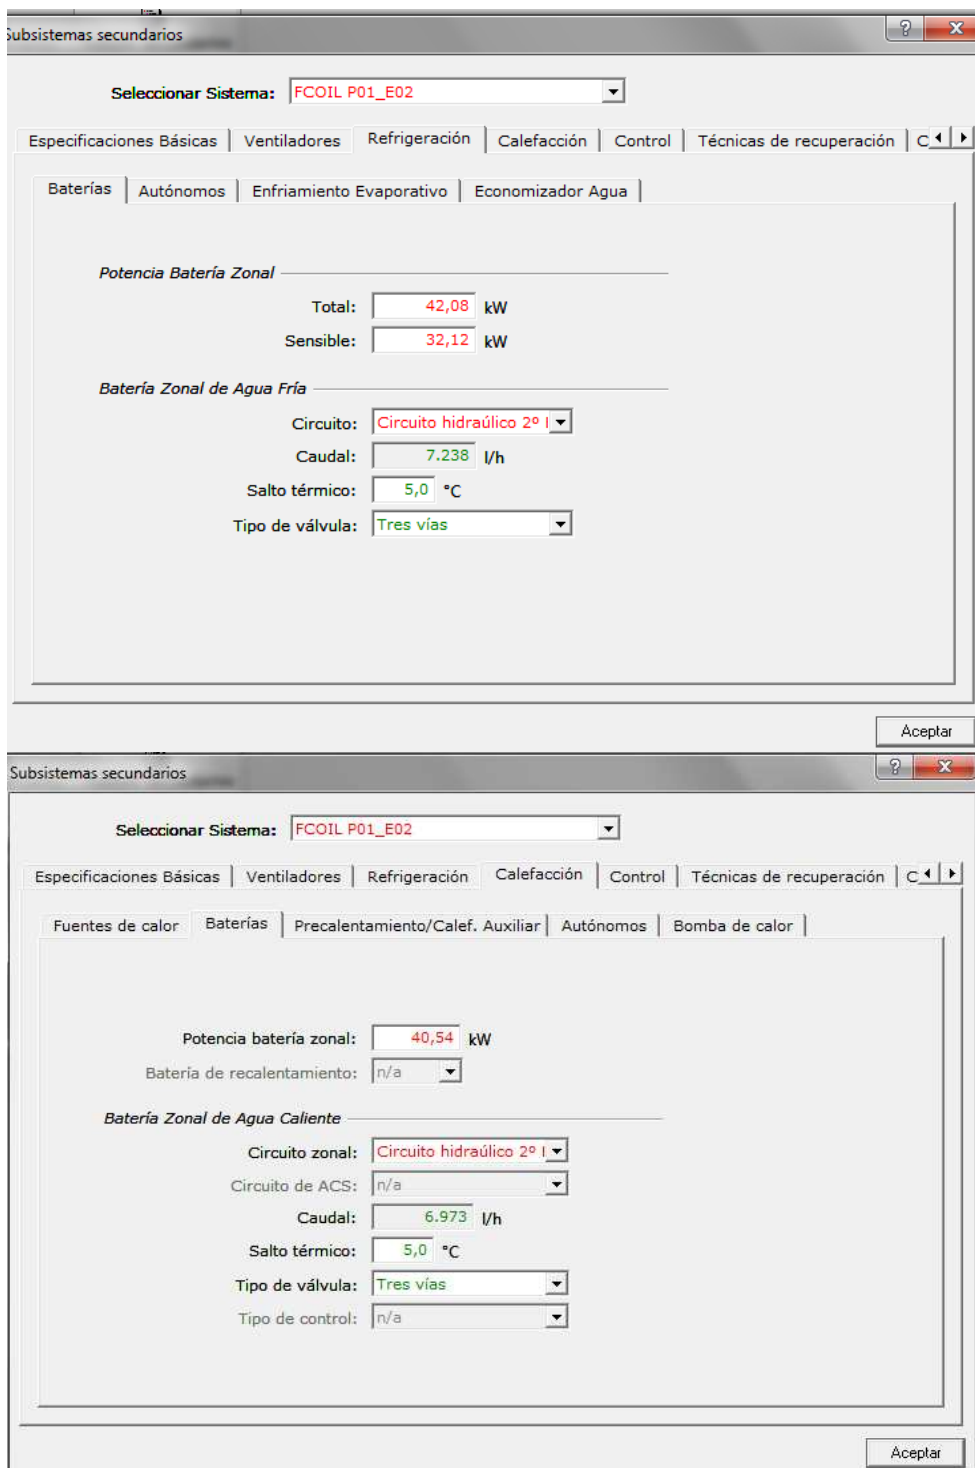 Subsistemas secundarios
Seleccionar Sistema: FCOIL P01_E02
Especificaciones Básicas Ventiladores Refrigeración Calefacción Control Técnicas de recuperación C
Baterías Autónomos Enfriamiento Evaporativo Economizador Agua
Potencia Batería Zonal
Total: 42,08 kW
Sensible: 32,12 kW
Batería Zonal de Agua Fría
Circuito: Circuito hidraúlico 2º
Caudal: 7.238 l/h
Salto térmico: 5,0 °C
Tipo de válvula: Tres vías
Aceptar
Subsistemas secundarios
Seleccionar Sistema: FCOIL P01_E02
Especificaciones Básicas Ventiladores Refrigeración Calefacción Control Técnicas de recuperación C
Fuentes de calor Baterías Precalentamiento/Calef. Auxiliar Autónomos Bomba de calor
Potencia batería zonal: 40,54 kW
Batería de recalentamiento: n/a
Batería Zonal de Agua Caliente
Circuito zonal: Circuito hidraúlico 2º
Circuito de ACS: n/a
Caudal: 6.973 l/h
Salto térmico: 5,0 °C
Tipo de válvula: Tres vías
Tipo de control: n/a
Aceptar